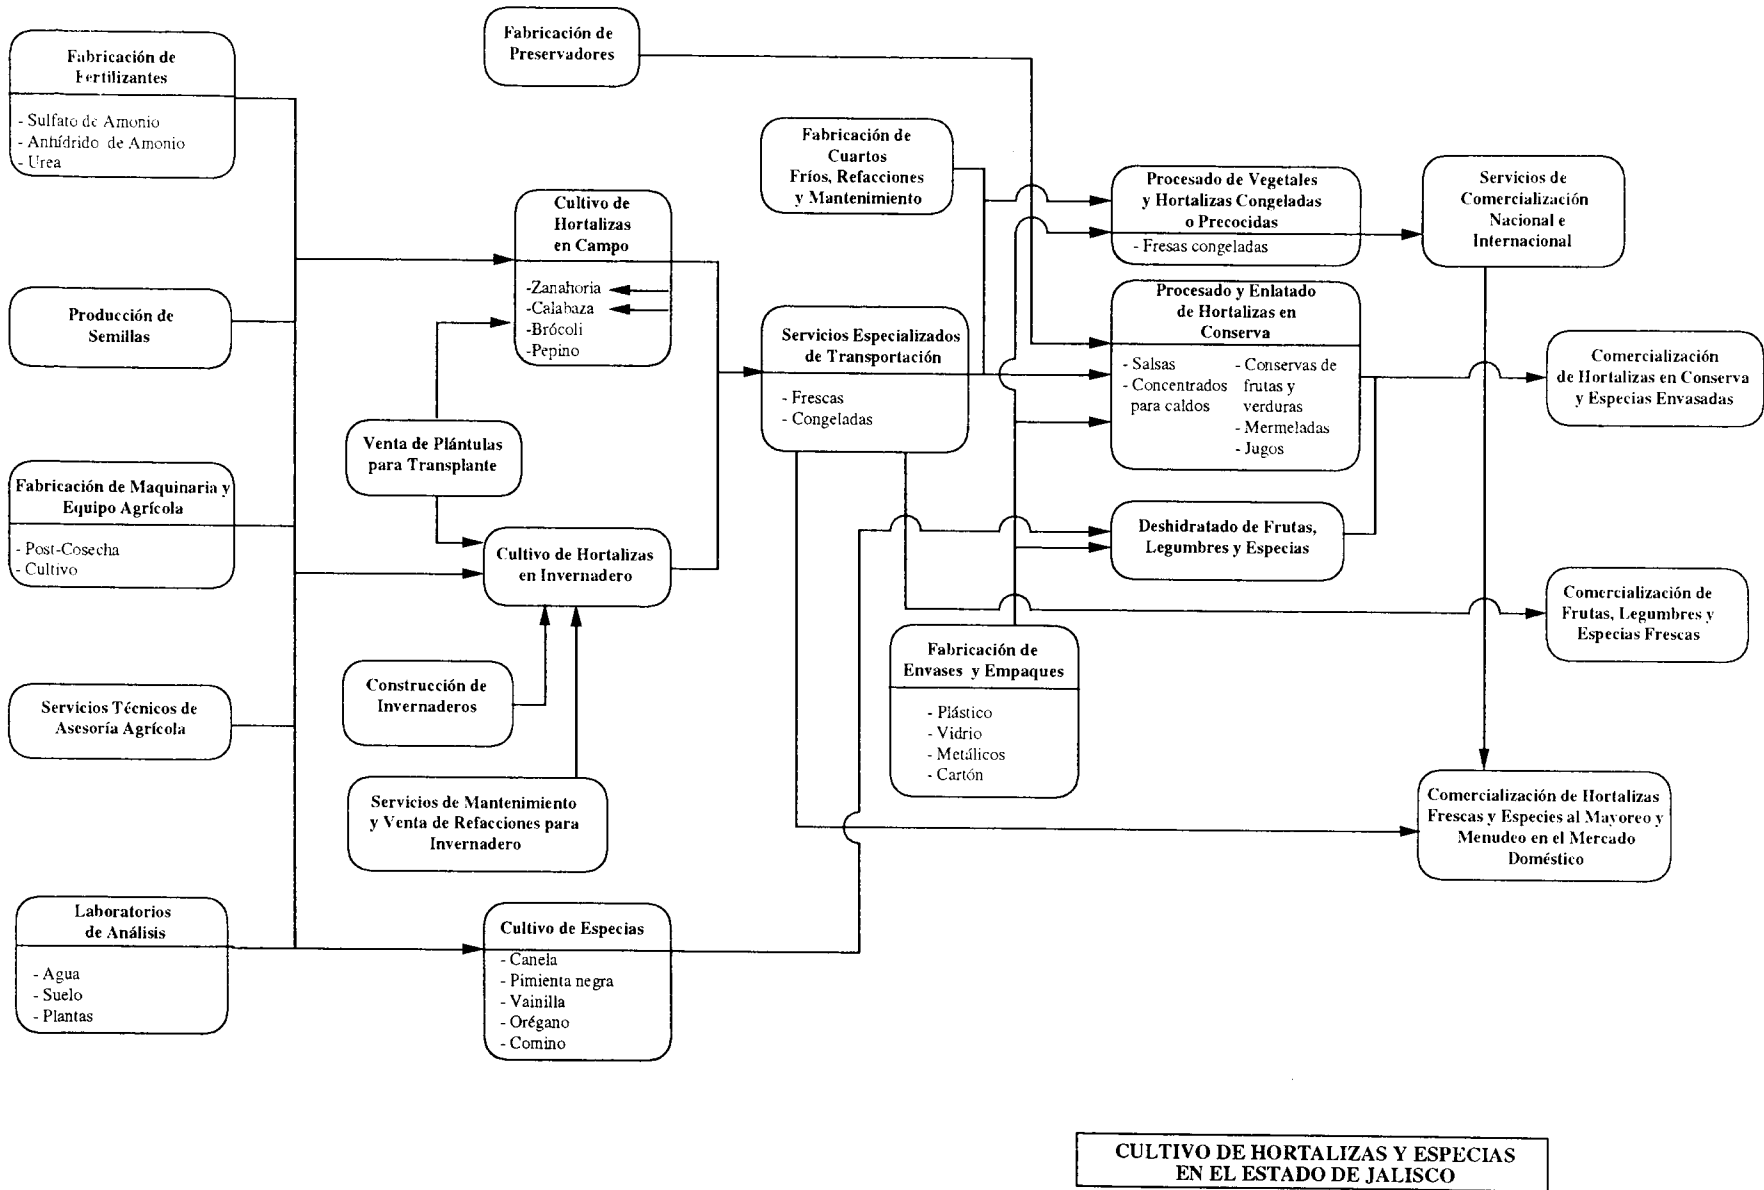 Fabricación de
Fertilizantes
- Sulfato de Amonio
- Anhídrido de Amonio
- Urea
Producción de
Semillas
Fabricación de Maquinaria y
Equipo Agrícola
- Post-Cosecha
- Cultivo
Servicios Técnicos de
Asesoría Agrícola
Laboratorios
de Análisis
- Agua
- Suelo
- Plantas
Fabricación de
Preservadores
Cultivo de
Hortalizas
en Campo
-Zanahoria
-Calabaza
-Brócoli
-Pepino
Venta de Plántulas
para Transplante
Cultivo de Hortalizas
en Invernadero
Construcción de
Invernaderos
Servicios de Mantenimiento
y Venta de Refacciones para
Invernadero
Cultivo de Especias
- Canela
- Pimienta negra
- Vainilla
- Orégano
- Comino
Fabricación de
Cuartos
Fríos, Refacciones
y Mantenimiento
Servicios Especializados
de Transportación
- Frescas
- Congeladas
Fabricación de
Envases y Empaques
- Plástico
- Vidrio
- Metálicos
- Cartón
Procesado de Vegetales
y Hortalizas Congeladas
o Precocidas
- Fresas congeladas
Procesado y Enlatado
de Hortalizas en
Conserva
- Salsas
- Concentrados
para caldos
- Conservas de
frutas y
verduras
- Mermeladas
- Jugos
Deshidratado de Frutas,
Legumbres y Especias
Servicios de
Comercialización
Nacional e
Internacional
Comercialización
de Hortalizas en Conserva
y Especias Envasadas
Comercialización de
Frutas, Legumbres y
Especias Frescas
Comercialización de Hortalizas
Frescas y Especies al Mayoreo y
Menudeo en el Mercado
Doméstico
CULTIVO DE HORTALIZAS Y ESPECIAS
EN EL ESTADO DE JALISCO